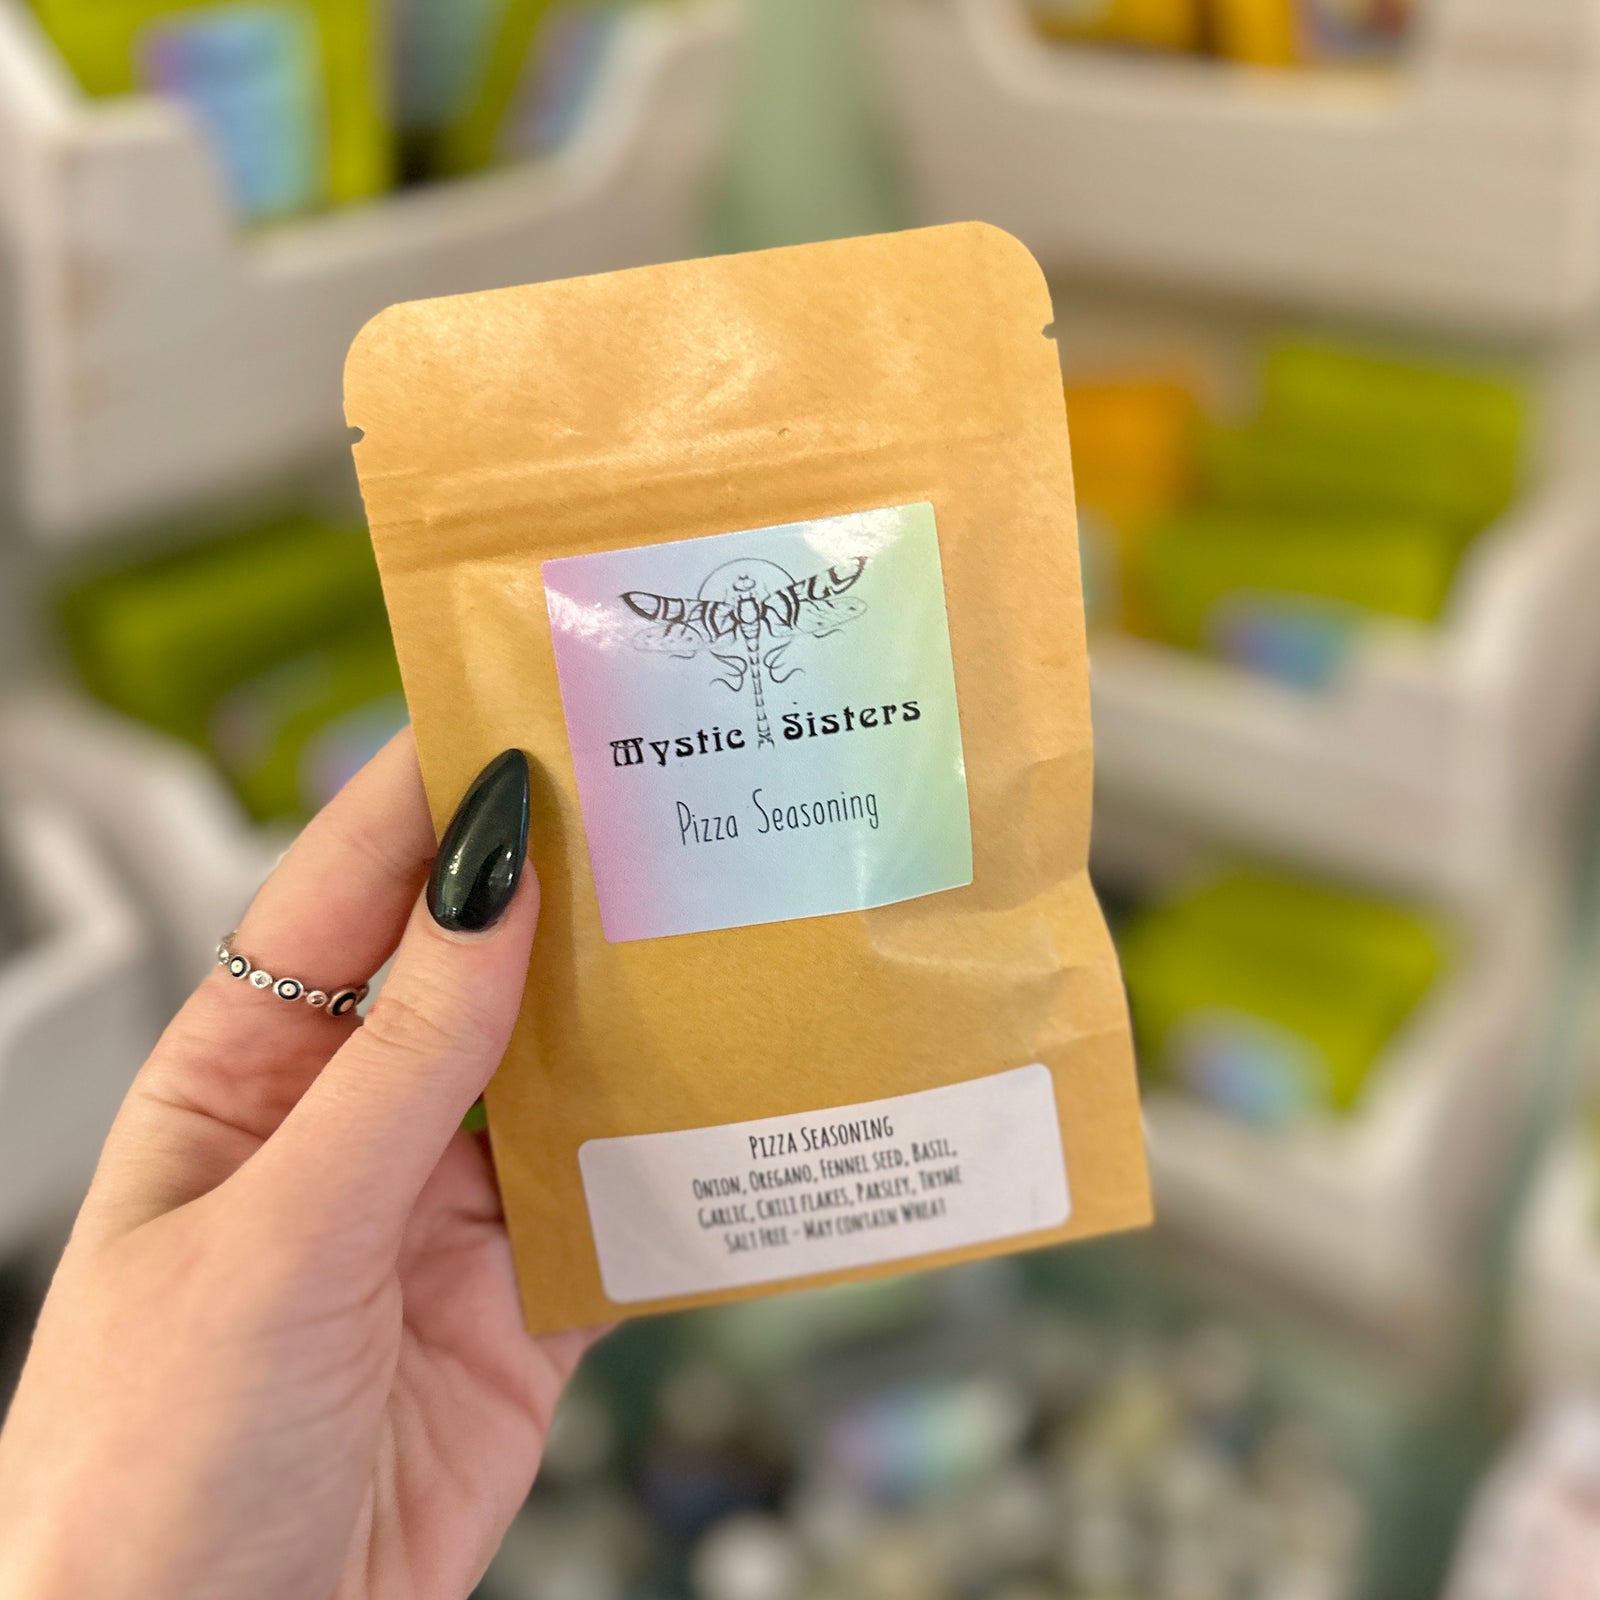 DRAGONFLY
Mystic Sisters
Pizza Seasoning
PIZZA SEASONING
ONION, OREGANO, FENNEL SEED, BASIL,
GARLIC, CHILI FLAKES, PARSLEY, THYME
SALT FREE - MAY CONTAIN WHEAT